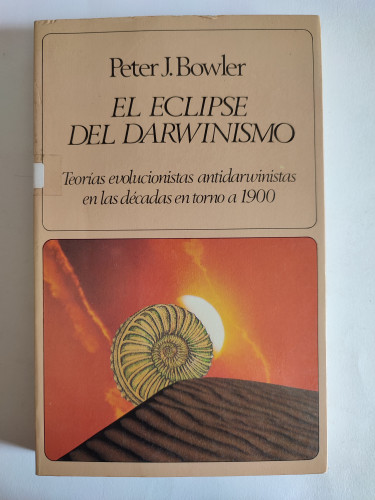 Peter J. Bowler
EL ECLIPSE
DEL DARWINISMO
Teorías evolucionistas antidarwinistas
en las décadas en torno a 1900